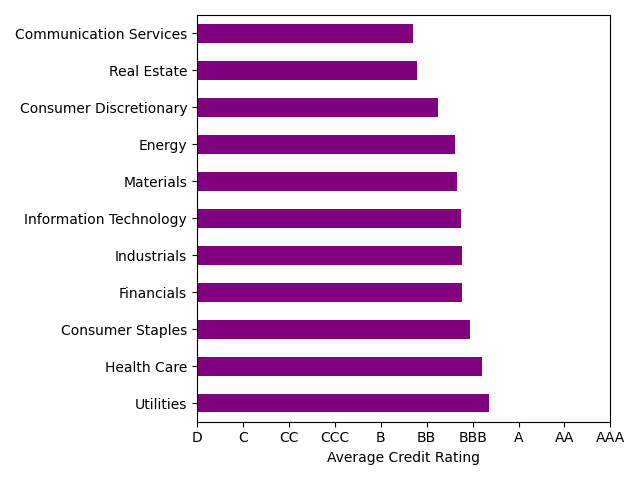 Communication Services
Real Estate
Consumer Discretionary
Energy
Materials
Information Technology
Industrials
Financials
Consumer Staples
Health Care
Utilities
D C CC CCC B BB BBB A AA AAA
Average Credit Rating